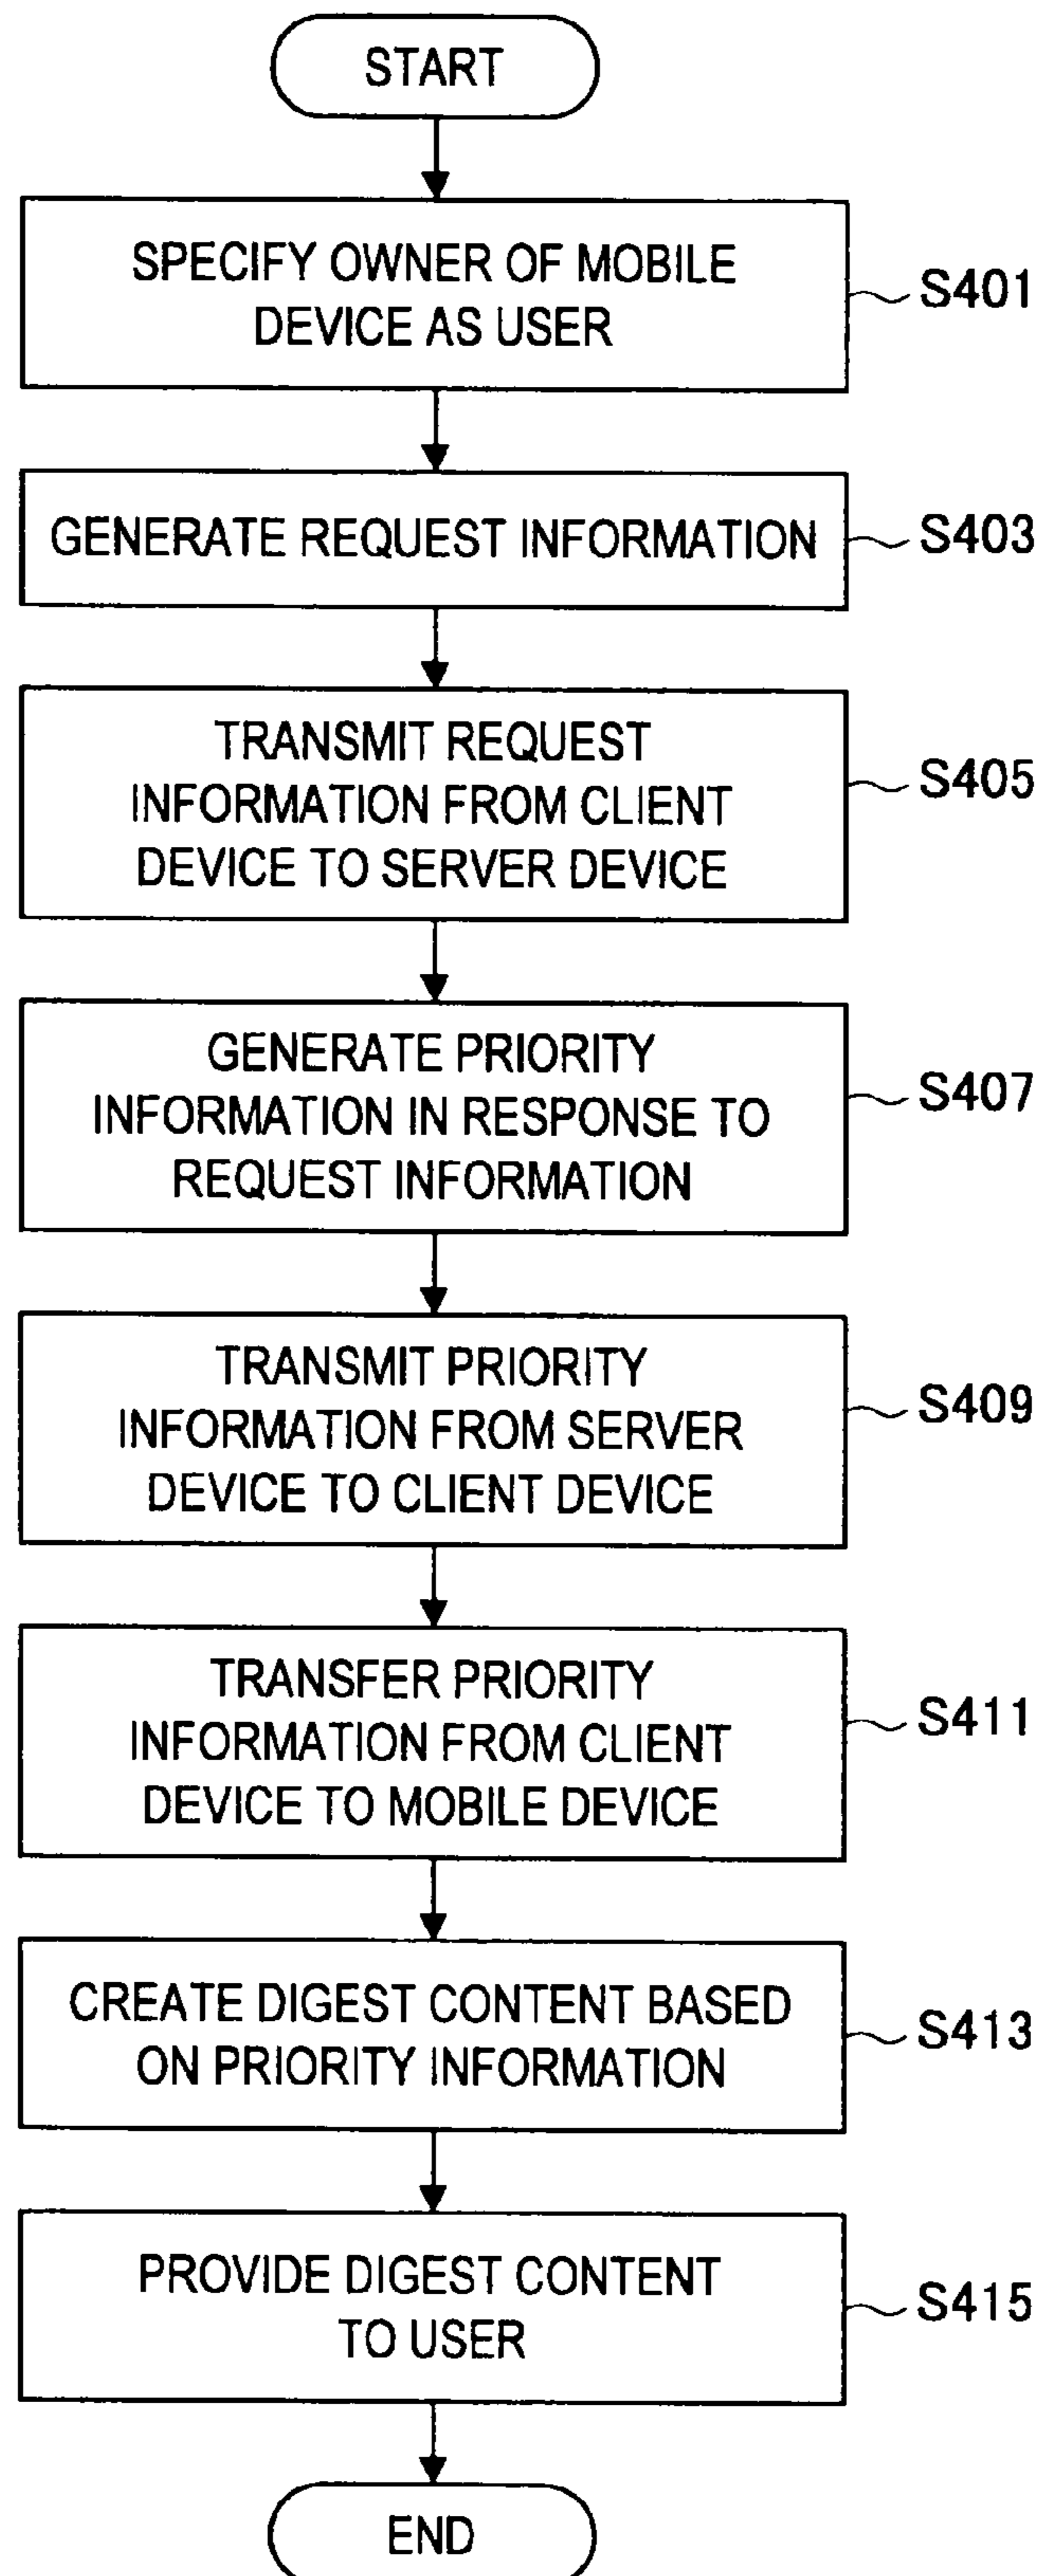 START
SPECIFY OWNER OF MOBILE
DEVICE AS USER
S401
GENERATE REQUEST INFORMATION
S403
TRANSMIT REQUEST
INFORMATION FROM CLIENT
DEVICE TO SERVER DEVICE
S405
GENERATE PRIORITY
INFORMATION IN RESPONSE TO
REQUEST INFORMATION
S407
TRANSMIT PRIORITY
INFORMATION FROM SERVER
DEVICE TO CLIENT DEVICE
S409
TRANSFER PRIORITY
INFORMATION FROM CLIENT
DEVICE TO MOBILE DEVICE
S411
CREATE DIGEST CONTENT BASED
ON PRIORITY INFORMATION
S413
PROVIDE DIGEST CONTENT
TO USER
S415
END